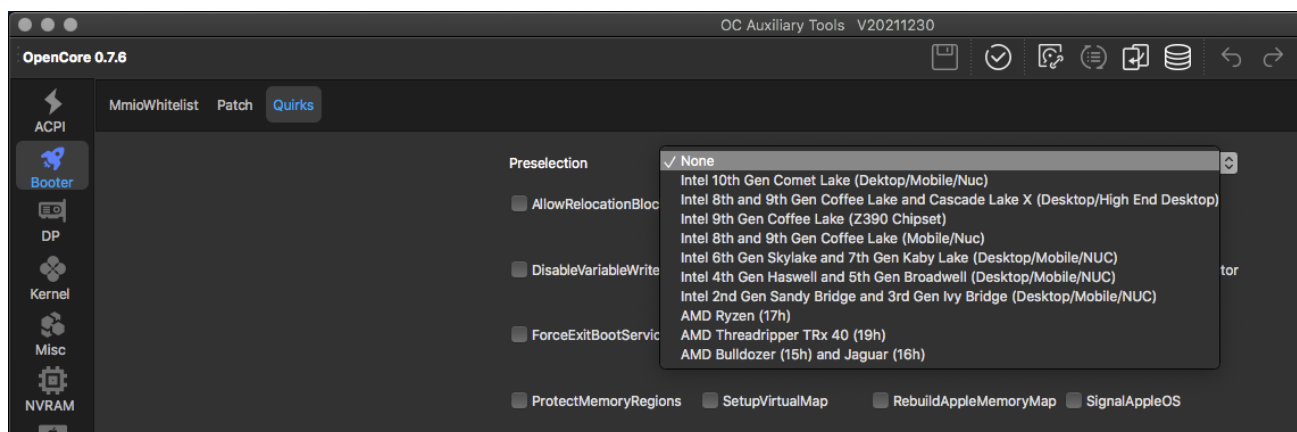 OC Auxiliary Tools V20211230
OpenCore 0.7.6
ACPI
Booter
DP
Kernel
Misc
NVRAM
MmioWhitelist Patch Quirks
Preselection
✓ None
Intel 10th Gen Comet Lake (Dektop/Mobile/Nuc)
Intel 8th and 9th Gen Coffee Lake and Cascade Lake X (Desktop/High End Desktop)
Intel 9th Gen Coffee Lake (Z390 Chipset)
Intel 8th and 9th Gen Coffee Lake (Mobile/Nuc)
Intel 6th Gen Skylake and 7th Gen Kaby Lake (Desktop/Mobile/NUC)
Intel 4th Gen Haswell and 5th Gen Broadwell (Desktop/Mobile/NUC)
Intel 2nd Gen Sandy Bridge and 3rd Gen Ivy Bridge (Desktop/Mobile/NUC)
AMD Ryzen (17h)
AMD Threadripper TRx 40 (19h)
AMD Bulldozer (15h) and Jaguar (16h)
AllowRelocationBloc
DisableVariableWrite tor
ForceExitBootServic
ProtectMemoryRegions SetupVirtualMap RebuildAppleMemoryMap SignalAppleOS